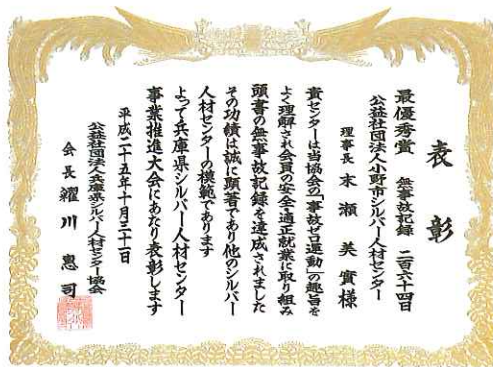 表彰
最優秀賞　無事故記録　二百六十四日
公益社団法人小野市シルバー人材センター
理事長　末瀬　美實様
貴センターは当協会の「事故ゼロ運動」の趣旨を
よく理解され会員の安全適正就業に取り組み
頭書の無事故記録を達成されました
その功績は誠に顕著であり他のシルバー
人材センターの模範であります
よって兵庫県シルバー人材センター
事業推進大会にあたり表彰します
平成二十五年十月三十一日
公益社団法人兵庫県シルバー人材センター協会
会長　耀川　惠司